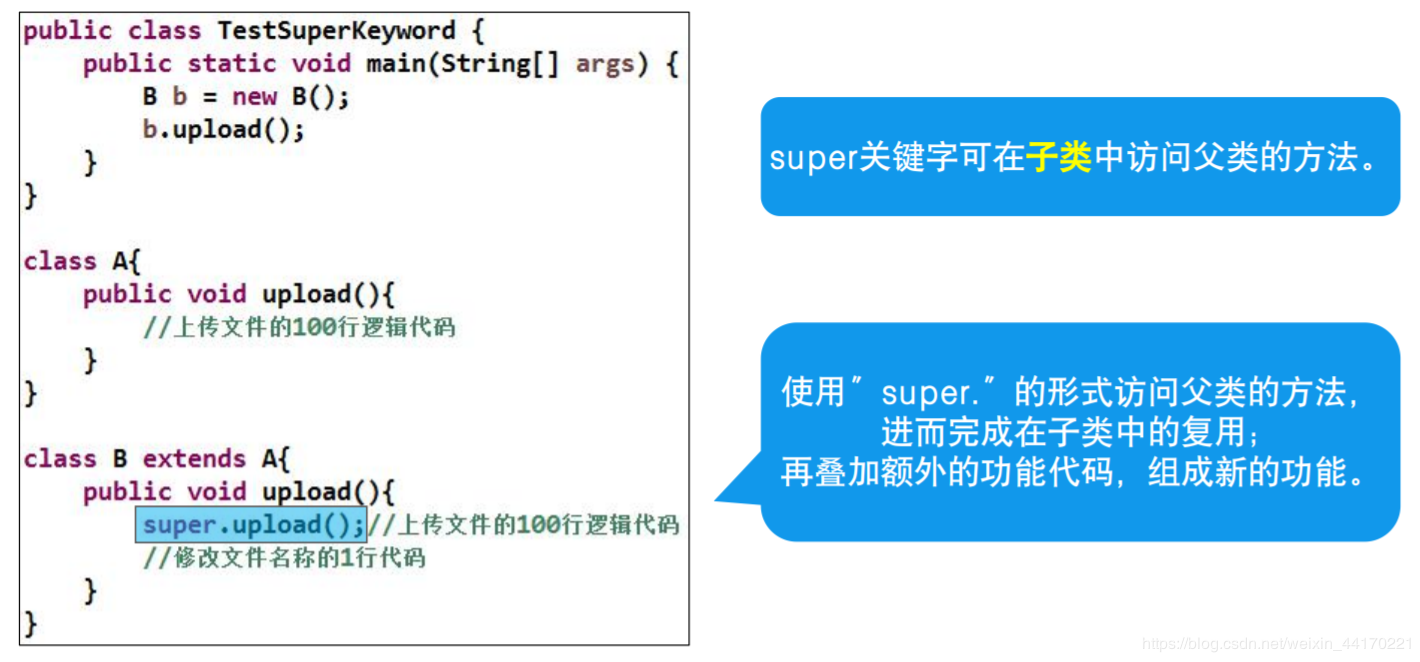 public class TestSuperKeyword {
public static void main(String[] args) {
B b = new B();
b.upload();
}
}
class A{
public void upload(){
//上传文件的100行逻辑代码
}
}
class B extends A{
public void upload(){
super.upload();//上传文件的100行逻辑代码
//修改文件名称的1行代码
}
}
super关键字可在子类中访问父类的方法。
使用″super.″的形式访问父类的方法，
进而完成在子类中的复用；
再叠加额外的功能代码，组成新的功能。
https://blog.csdn.net/weixin_44170221